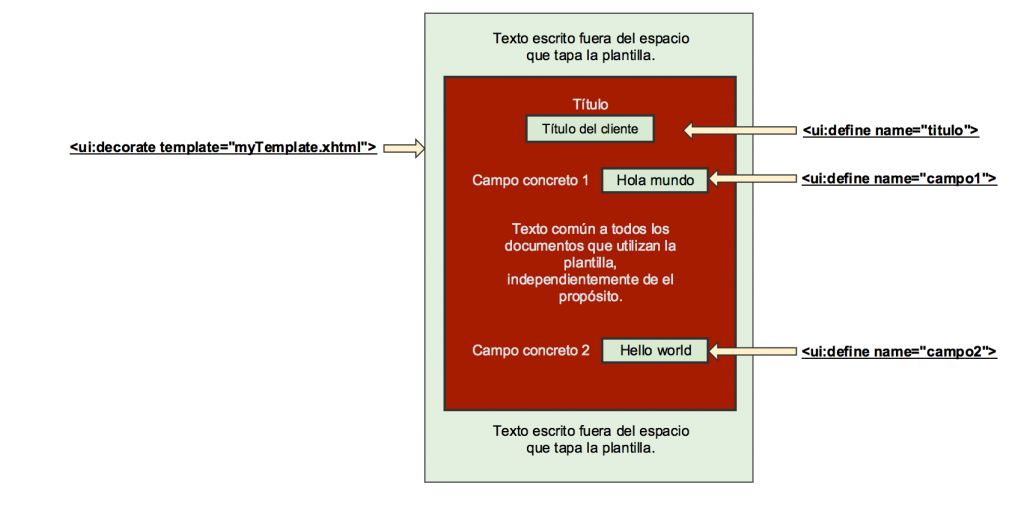 Texto escrito fuera del espacio
que tapa la plantilla.
Título
Título del cliente
<ui:define name="titulo">
<ui:decorate template="myTemplate.xhtml">
Campo concreto 1
Hola mundo
<ui:define name="campo1">
Texto común a todos los
documentos que utilizan la
plantilla,
independientemente de el
propósito.
Campo concreto 2
Hello world
<ui:define name="campo2">
Texto escrito fuera del espacio
que tapa la plantilla.